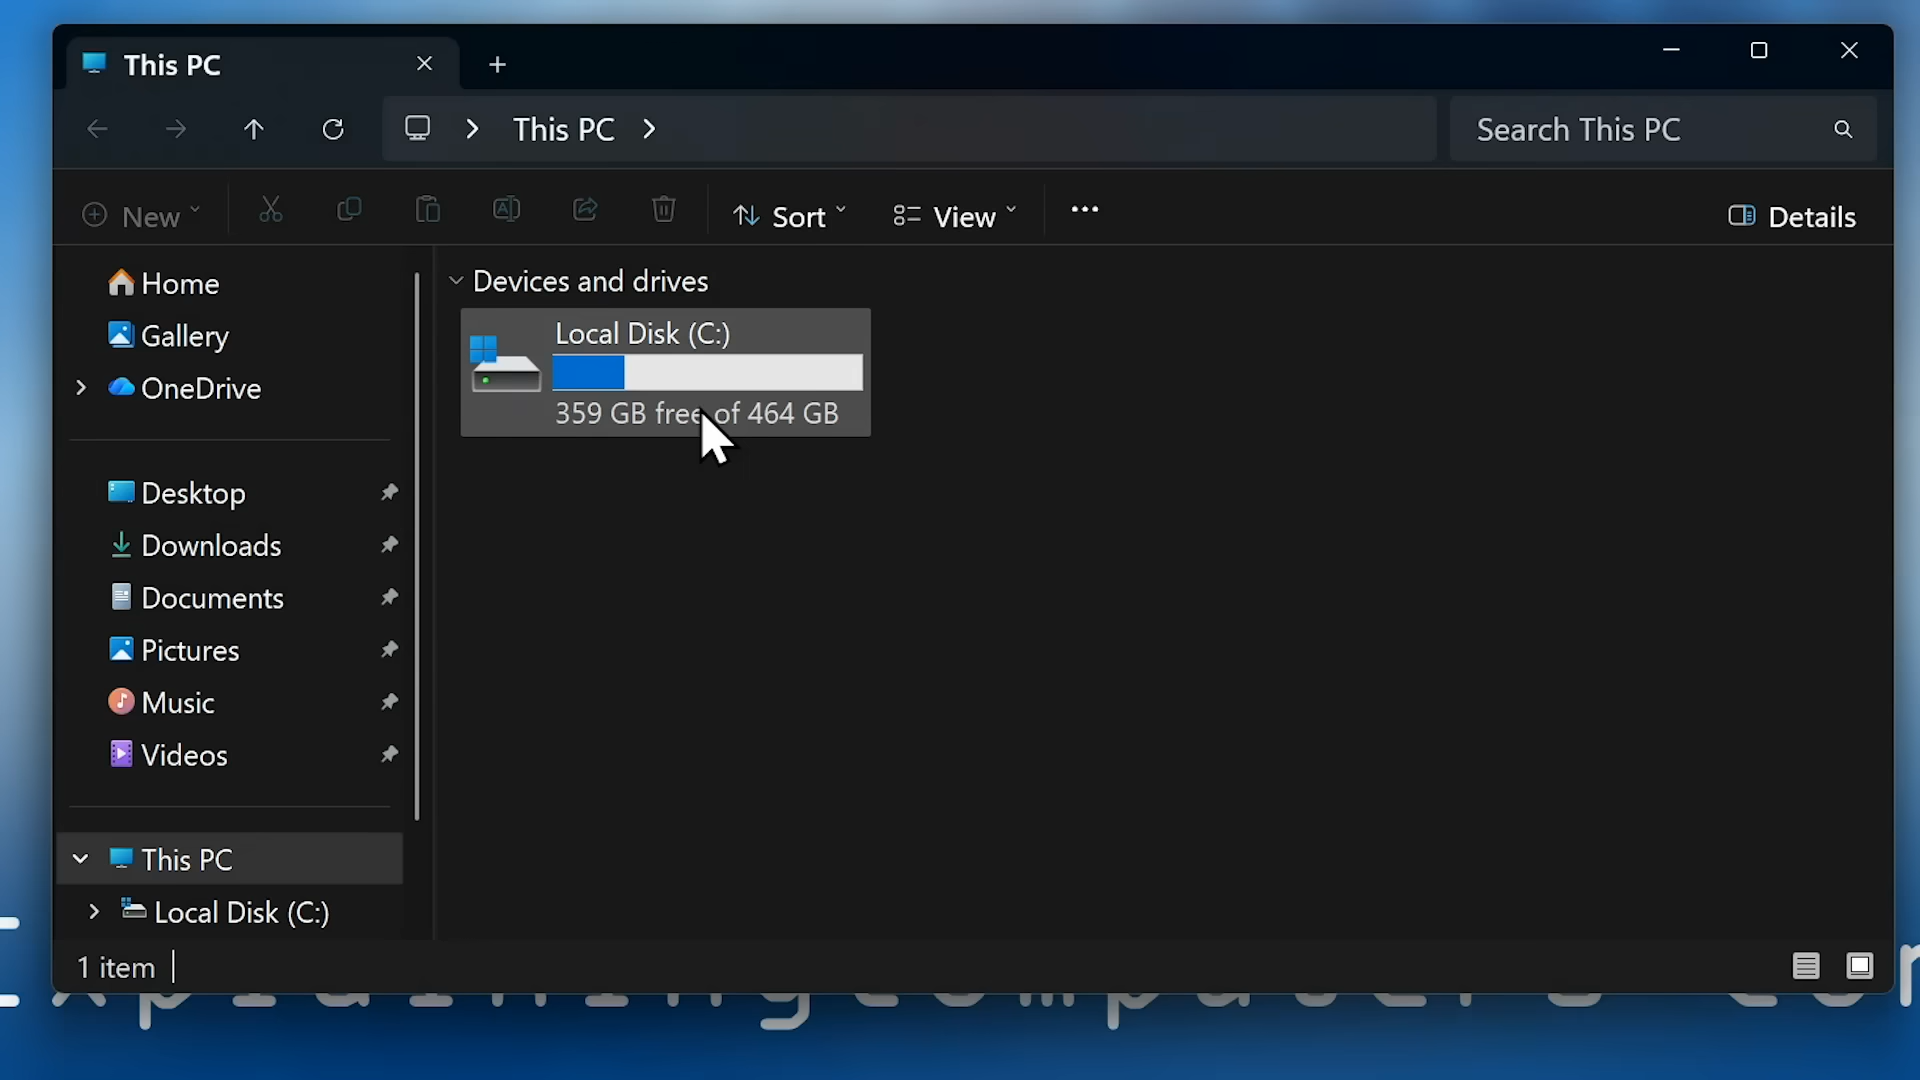 This PC
This PC
Search This PC
New
Sort
View
Details
Home
Gallery
OneDrive
Desktop
Downloads
Documents
Pictures
Music
Videos
This PC
Local Disk (C:)
Devices and drives
Local Disk (C:)
359 GB free of 464 GB
1 item